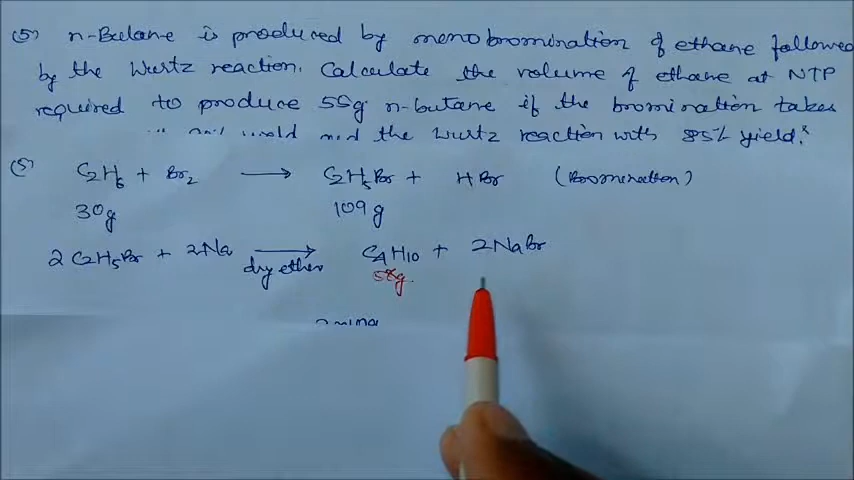 (5) n-Butane is produced by monobromination of ethane followed
by the Wurtz reaction. Calculate the volume of ethane at NTP
required to produce 55g n-butane if the bromination takes
the Wurtz reaction with 85% yield?
(5) C2H6 + Br2 ⟶ C2H5Br + HBr (Bromination)
30g 109g
2C2H5Br + 2Na ⟶ C4H10 + 2NaBr
dry ether
58g